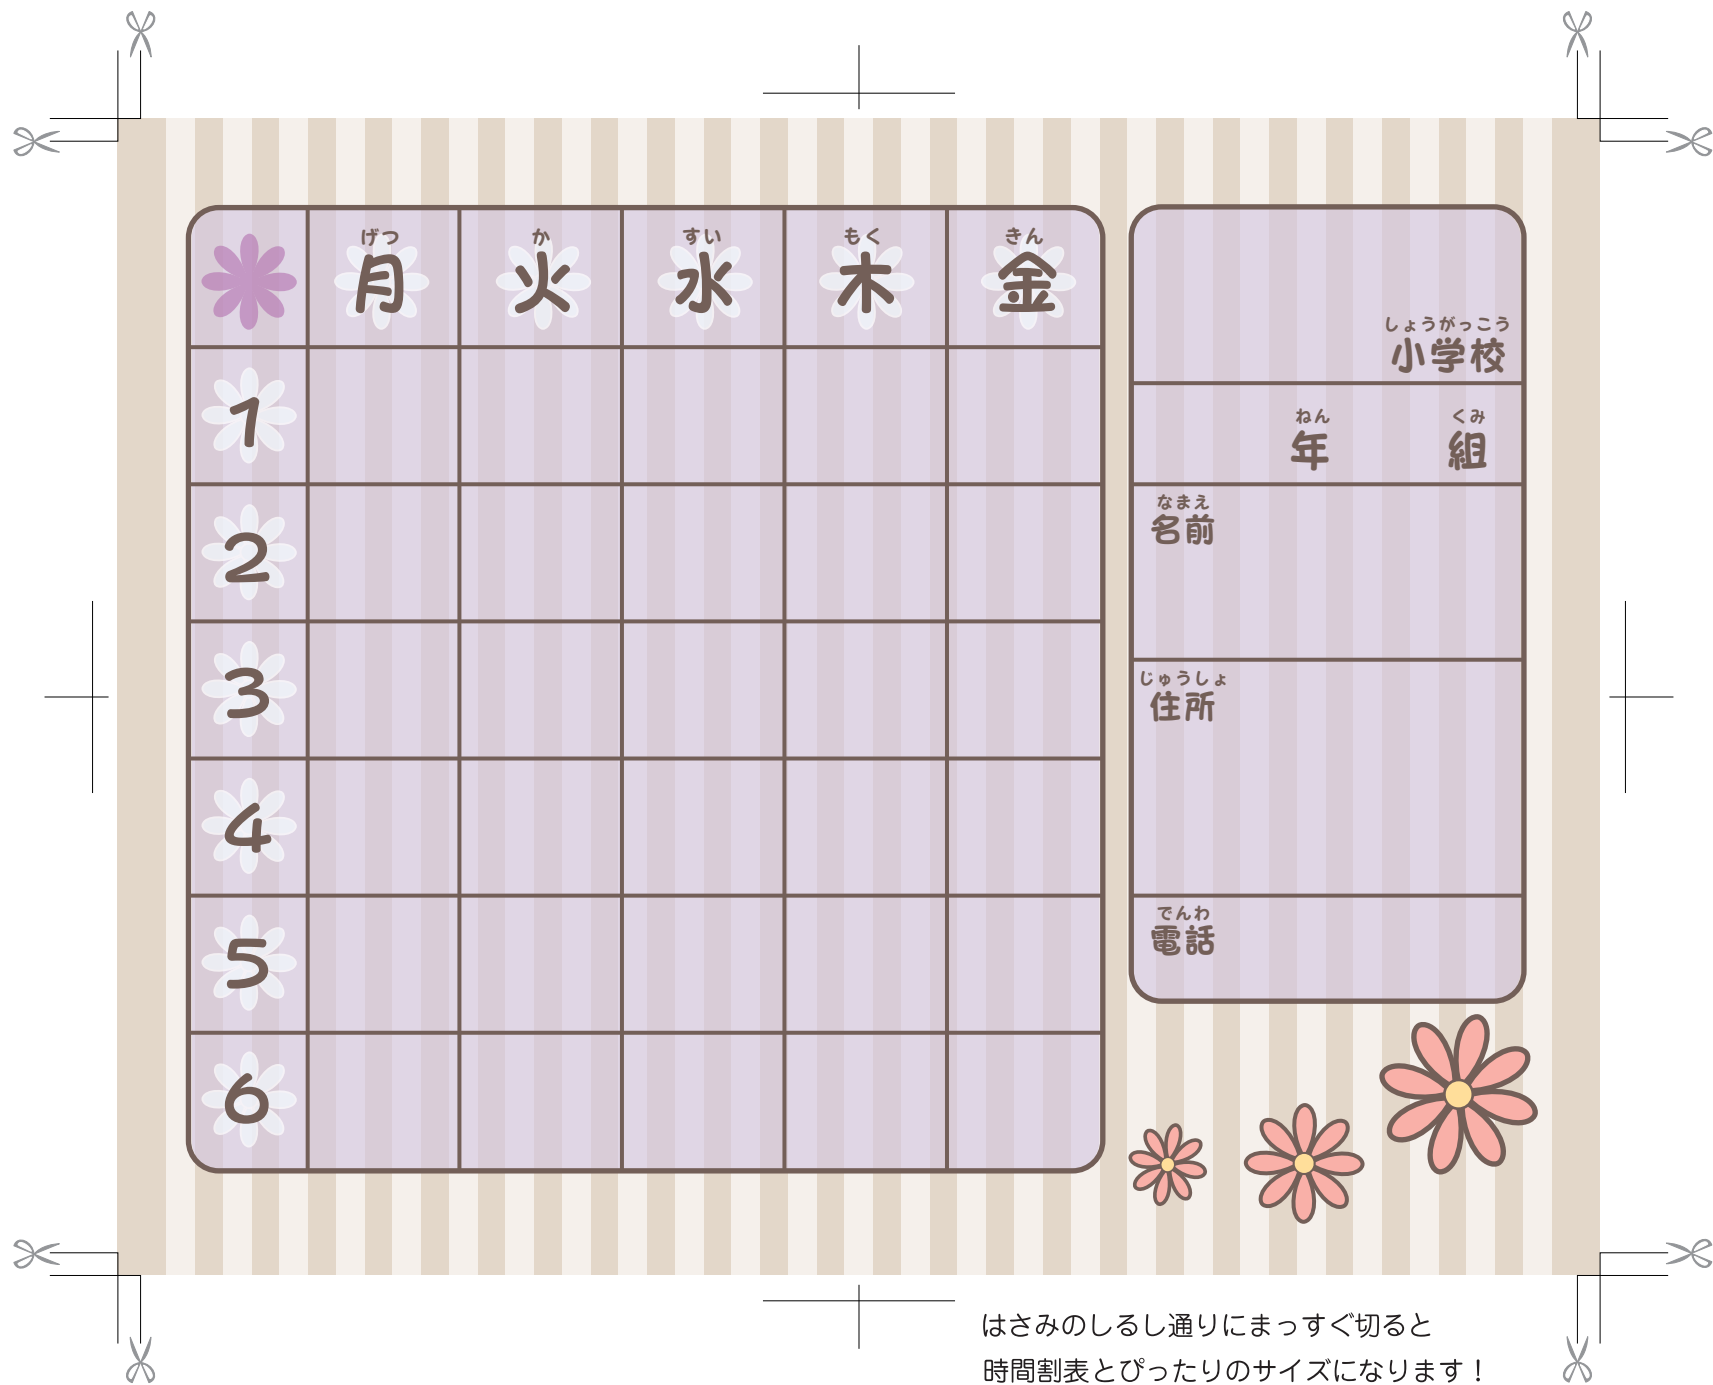 げつ か すい もく きん
月 火 水 木 金
1
2
3
4
5
6
しょうがっこう
小学校
ねん くみ
年 組
なまえ
名前
じゅうしょ
住所
でんわ
電話
はさみのしるし通りにまっすぐ切ると
時間割表とぴったりのサイズになります！